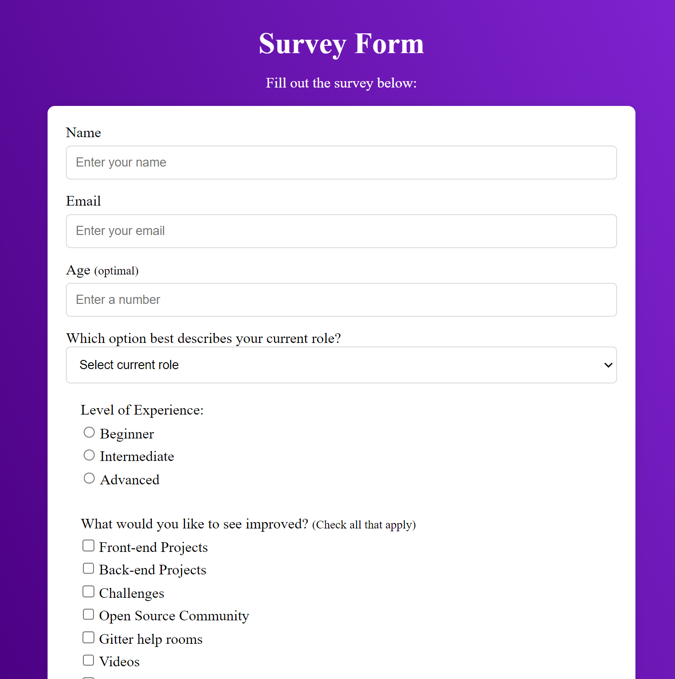 Survey Form
Fill out the survey below:
Name
Enter your name
Email
Enter your email
Age (optimal)
Enter a number
Which option best describes your current role?
Select current role
Level of Experience:
Beginner
Intermediate
Advanced
What would you like to see improved? (Check all that apply)
Front-end Projects
Back-end Projects
Challenges
Open Source Community
Gitter help rooms
Videos